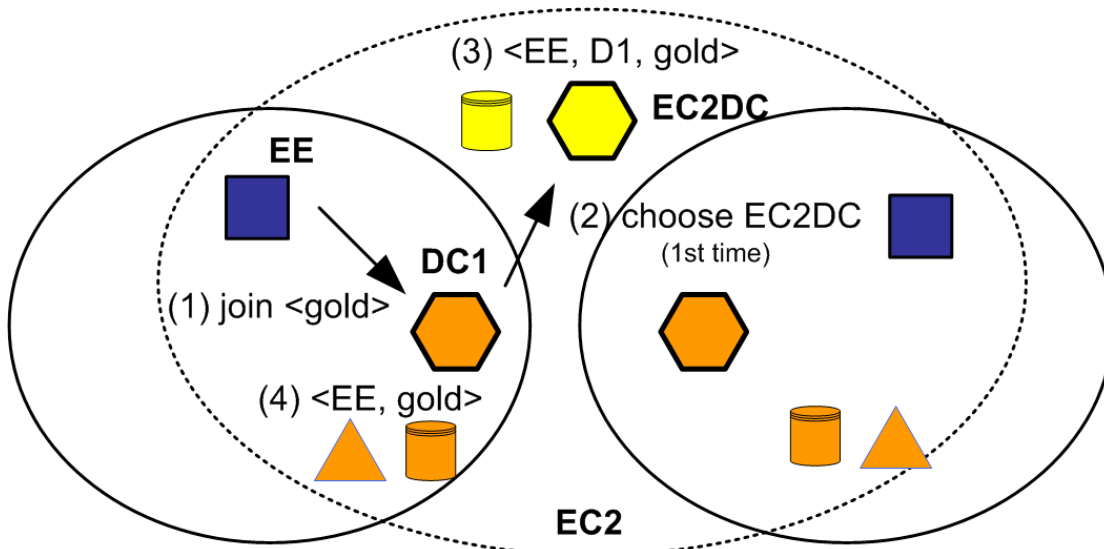 (3) <EE, D1, gold>
EC2DC
EE
(2) choose EC2DC
(1st time)
DC1
(1) join <gold>
(4) <EE, gold>
EC2